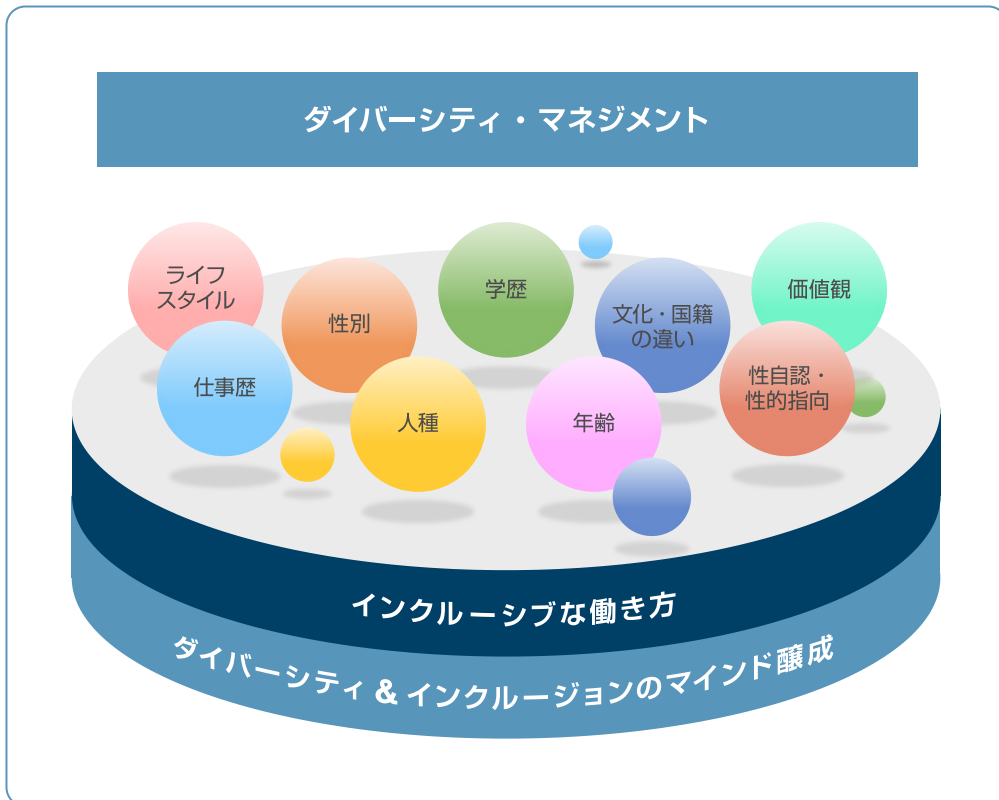 ダイバーシティ・マネジメント
ライフ
スタイル
性別
学歴
文化・国籍
の違い
価値観
仕事歴
人種
年齢
性自認・
性的指向
インクルーシブな働き方
ダイバーシティ & インクルージョンのマインド醸成